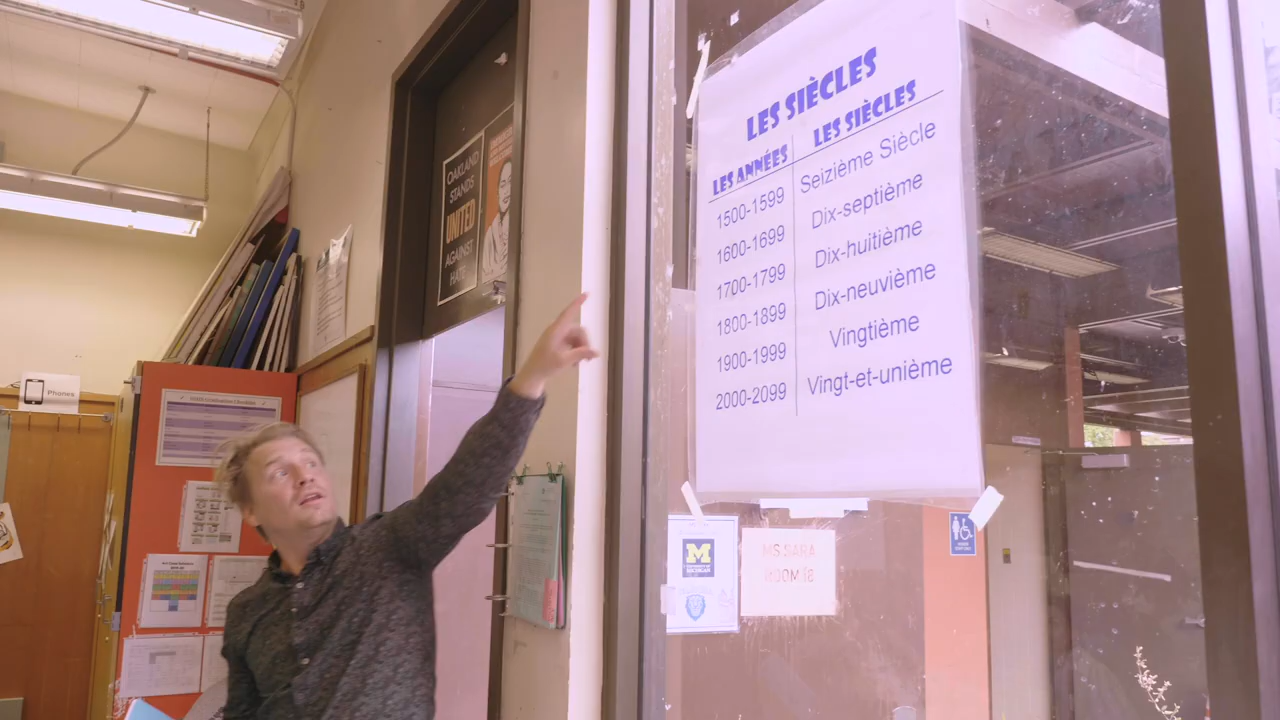 LES SIÈCLES
LES ANNÉES LES SIÈCLES
1500-1599 Seizième Siècle
1600-1699 Dix-septième
1700-1799 Dix-huitième
1800-1899 Dix-neuvième
1900-1999 Vingtième
2000-2099 Vingt-et-unième
OAKLAND
STANDS
UNITED
AGAINST
HATE
Phones
M
MS SARA
ROOM 18